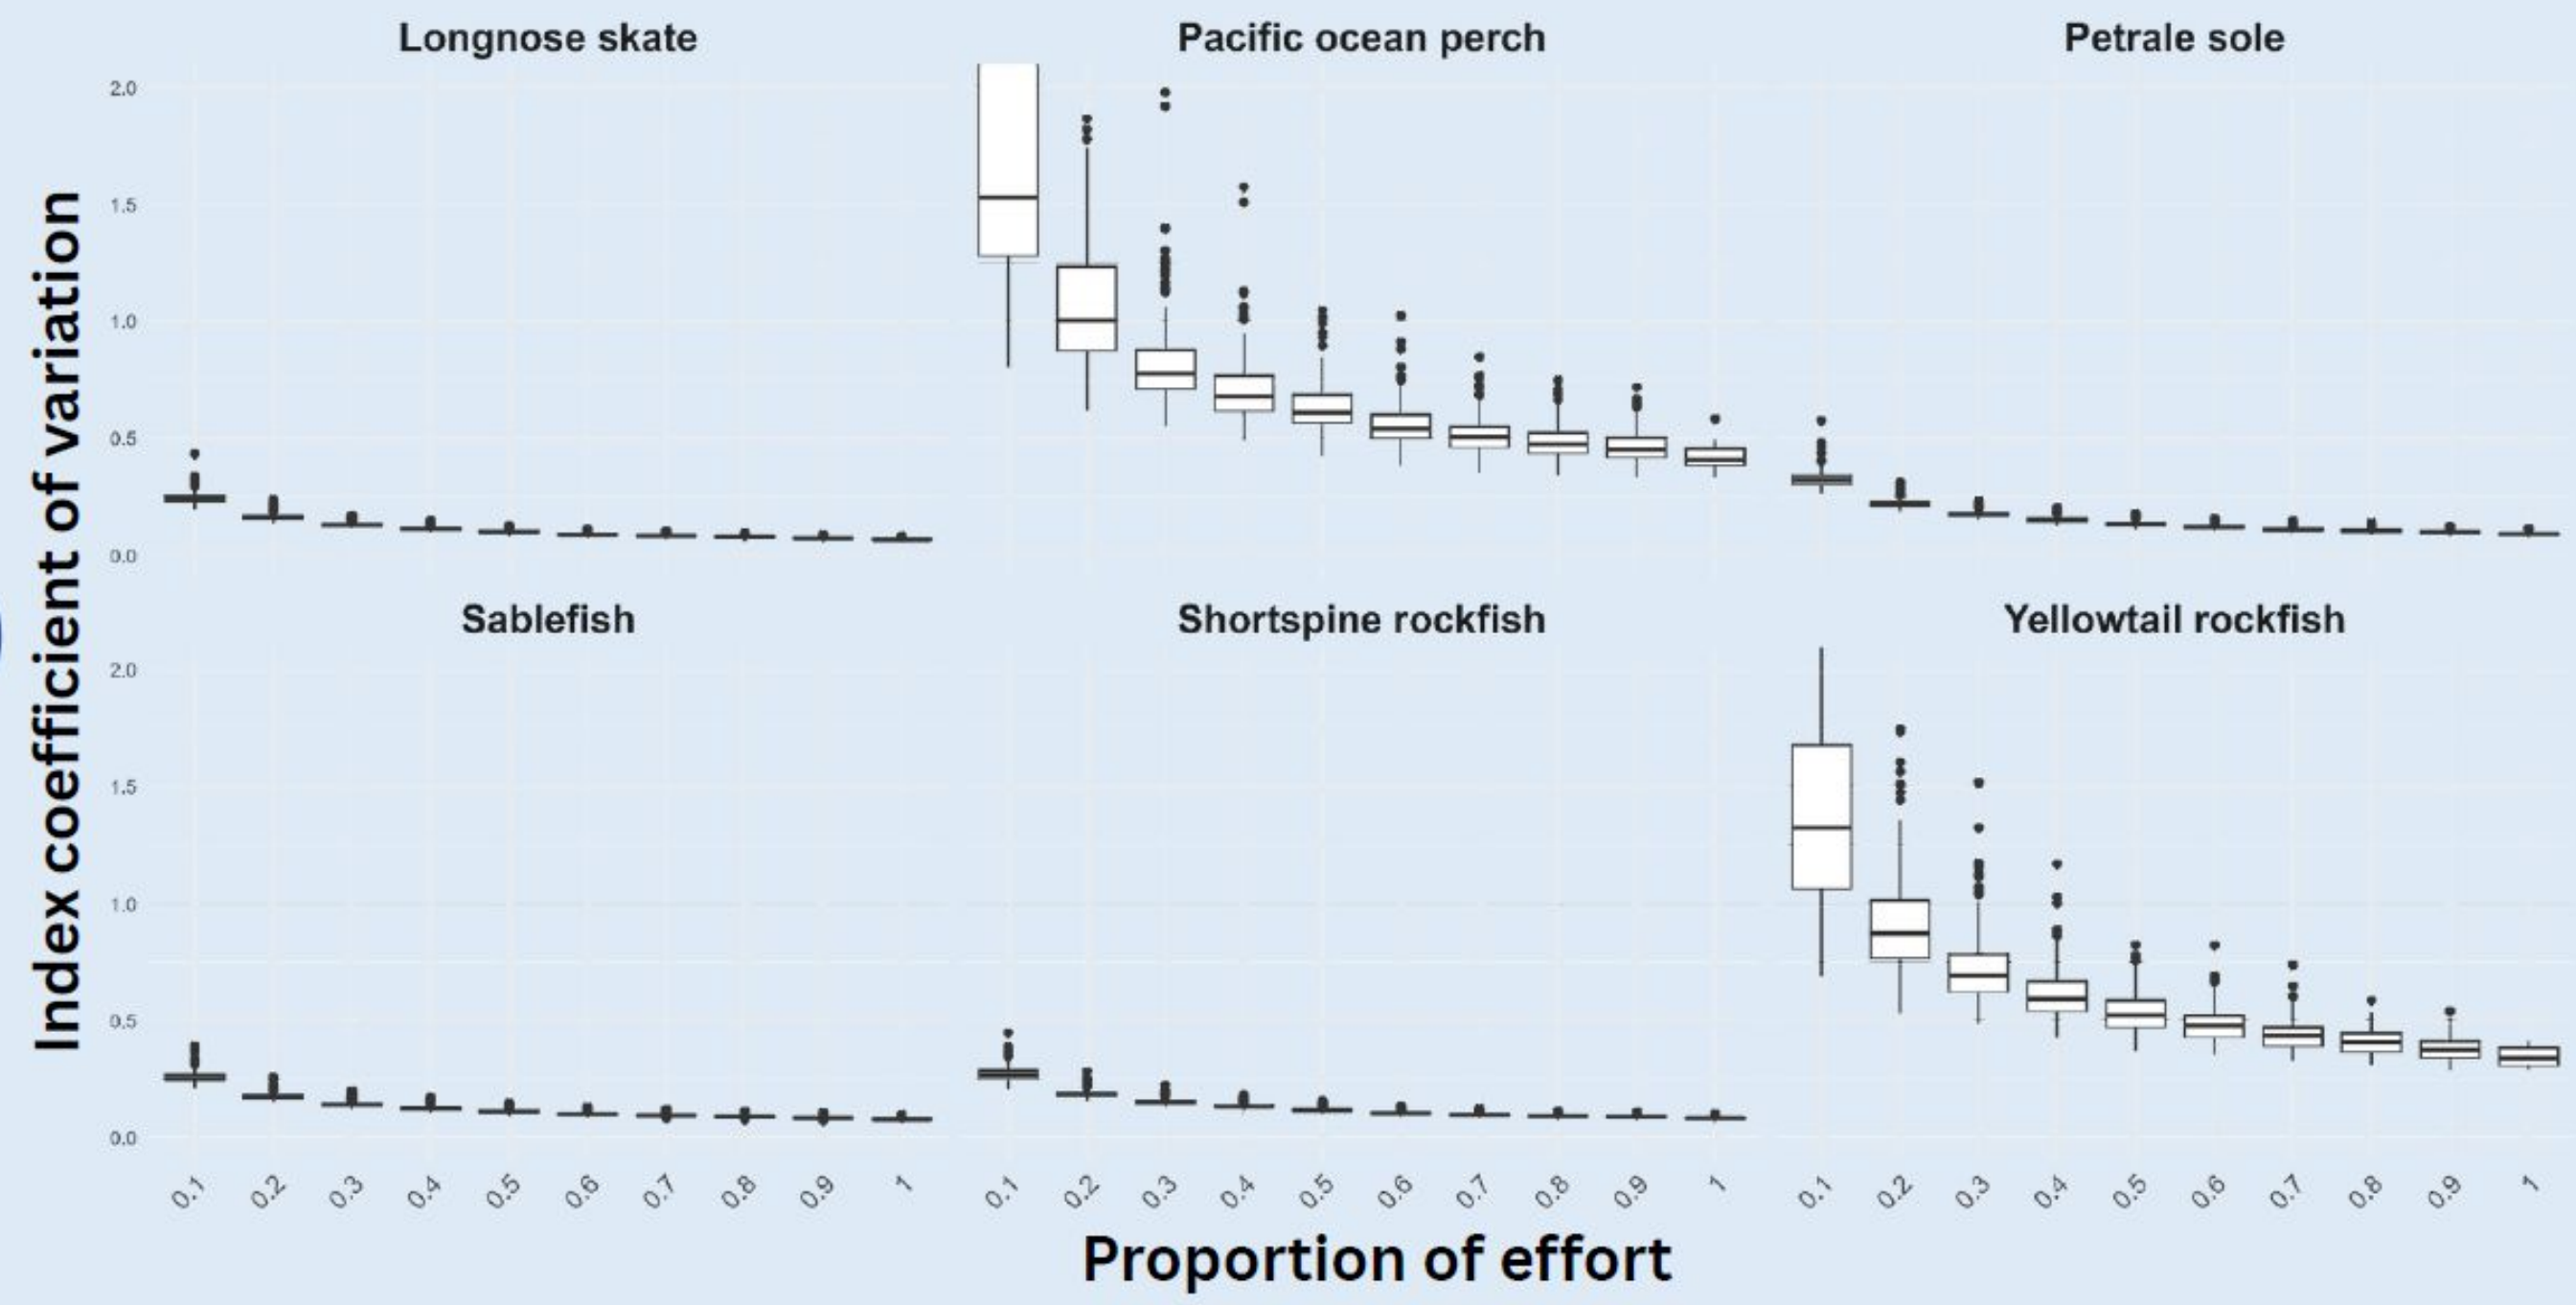 Longnose skate
Pacific ocean perch
Petrale sole
Index coefficient of variation
2.0
1.5
1.0
0.5
0.0
Sablefish
Shortspine rockfish
Yellowtail rockfish
2.0
1.5
1.0
0.5
0.0
0.1 0.2 0.3 0.4 0.5 0.6 0.7 0.8 0.9 1
0.1 0.2 0.3 0.4 0.5 0.6 0.7 0.8 0.9 1
0.1 0.2 0.3 0.4 0.5 0.6 0.7 0.8 0.9 1
Proportion of effort